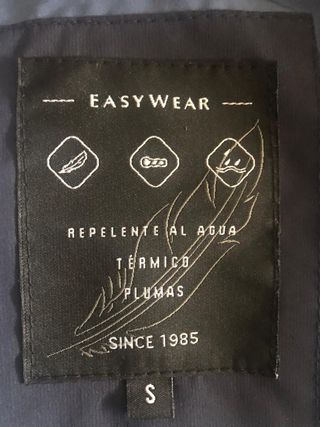 EASYWEAR
REPELENTE AL AGUA
TÉRMICO
PLUMAS
SINCE 1985
S